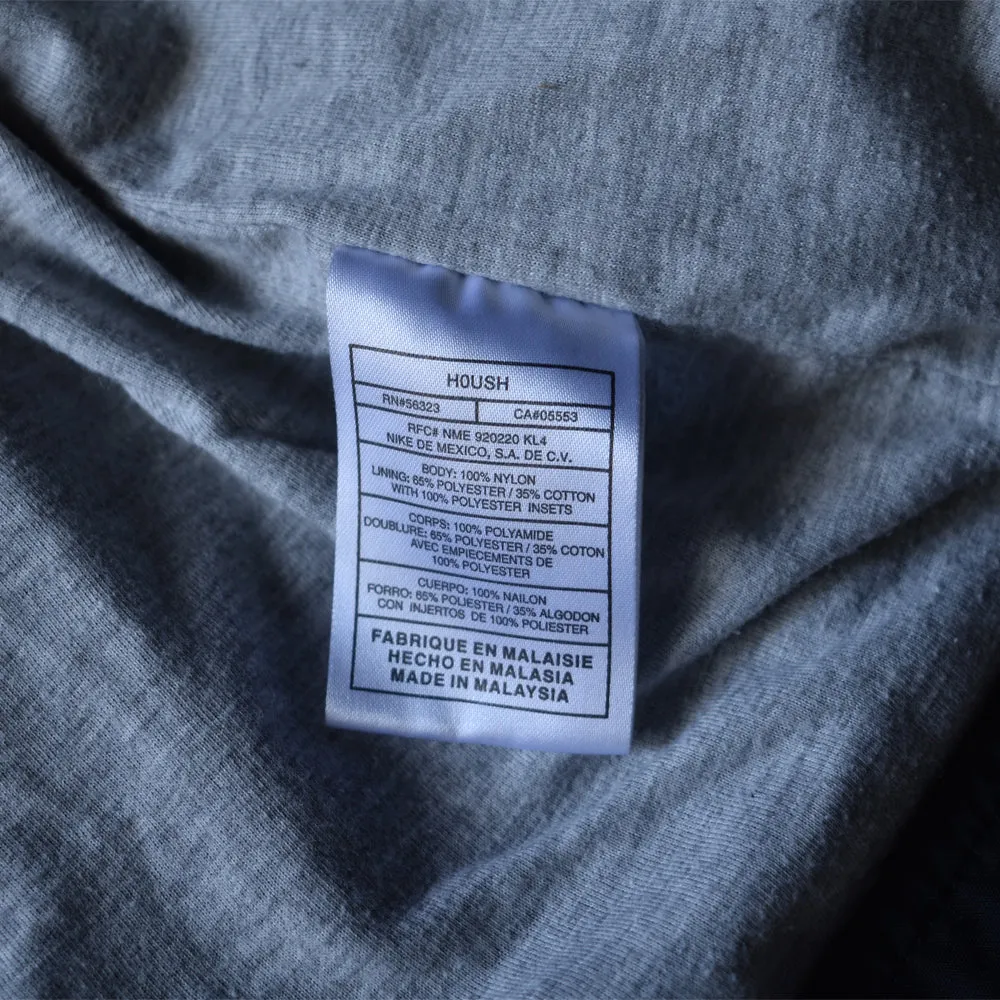 H0USH
RN#56323 CA#05553
RFC# NME 920220 KL4
NIKE DE MEXICO, S.A. DE C.V.
BODY: 100% NYLON
LINING: 65% POLYESTER / 35% COTTON
WITH 100% POLYESTER INSETS
CORPS: 100% POLYAMIDE
DOUBLURE: 65% POLYESTER / 35% COTON
AVEC EMPIECEMENTS DE
100% POLYESTER
CUERPO: 100% NAILON
FORRO: 65% POLIESTER / 35% ALGODON
CON INJERTOS DE 100% POLIESTER
FABRIQUE EN MALAISIE
HECHO EN MALASIA
MADE IN MALAYSIA